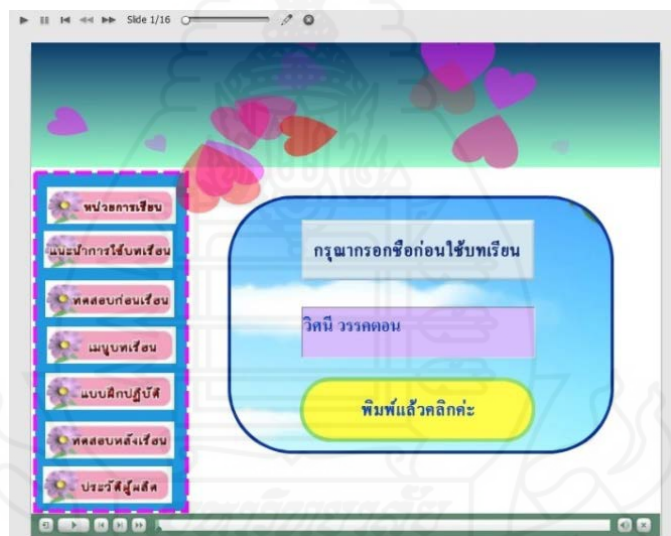 Slide 1/16
หน่วยการเรียน
แนะนำการใช้บทเรียน
ทดสอบก่อนเรียน
เมนูบทเรียน
แบบฝึกปฏิบัติ
ทดสอบหลังเรียน
ประวัติผู้ผลิต
กรุณากรอกชื่อก่อนใช้บทเรียน
วิศนี วรรคตอน
พิมพ์แล้วคลิกค่ะ